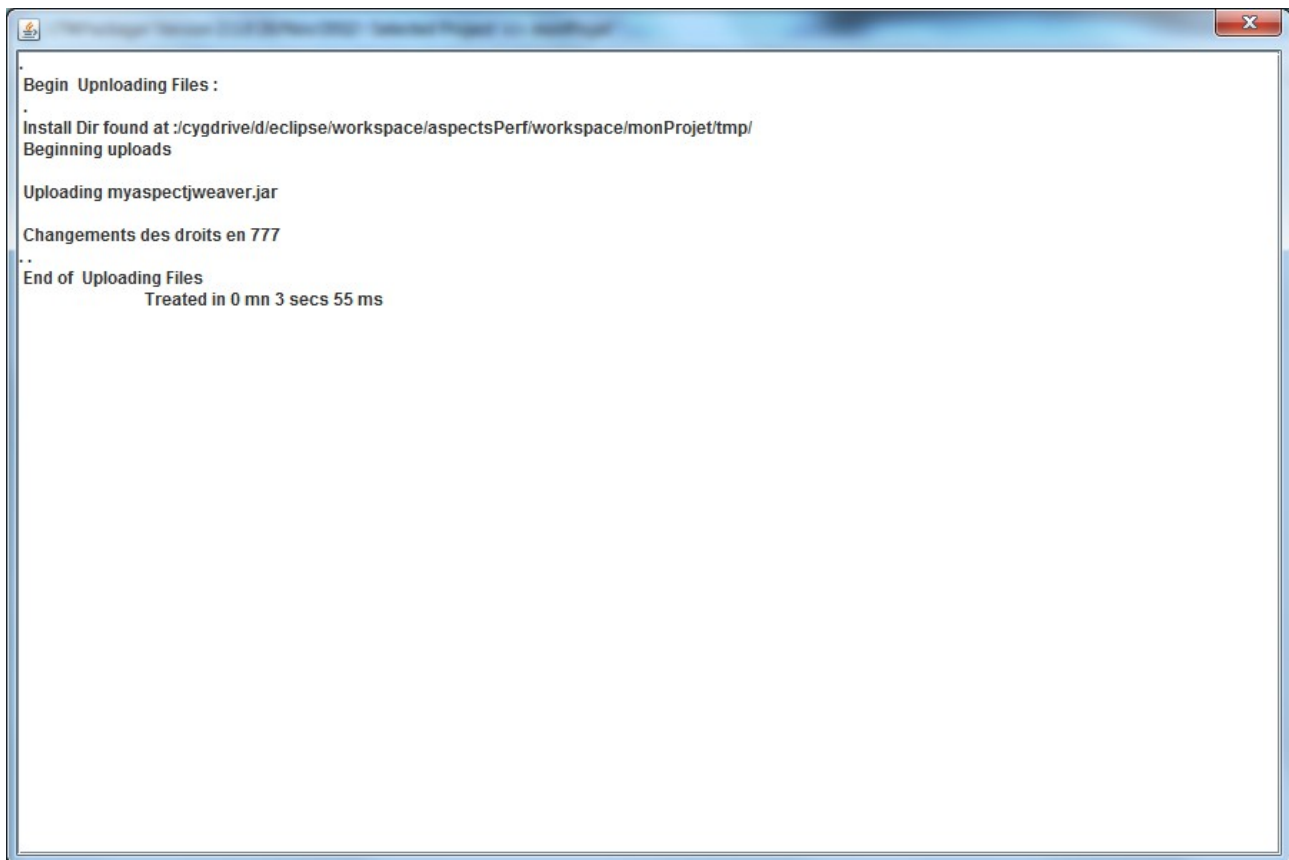 .
Begin Upnloading Files :
.
Install Dir found at :/cygdrive/d/eclipse/workspace/aspectsPerf/workspace/monProjet/tmp/
Beginning uploads
Uploading myaspectjweaver.jar
Changements des droits en 777
. .
End of Uploading Files
Treated in 0 mn 3 secs 55 ms